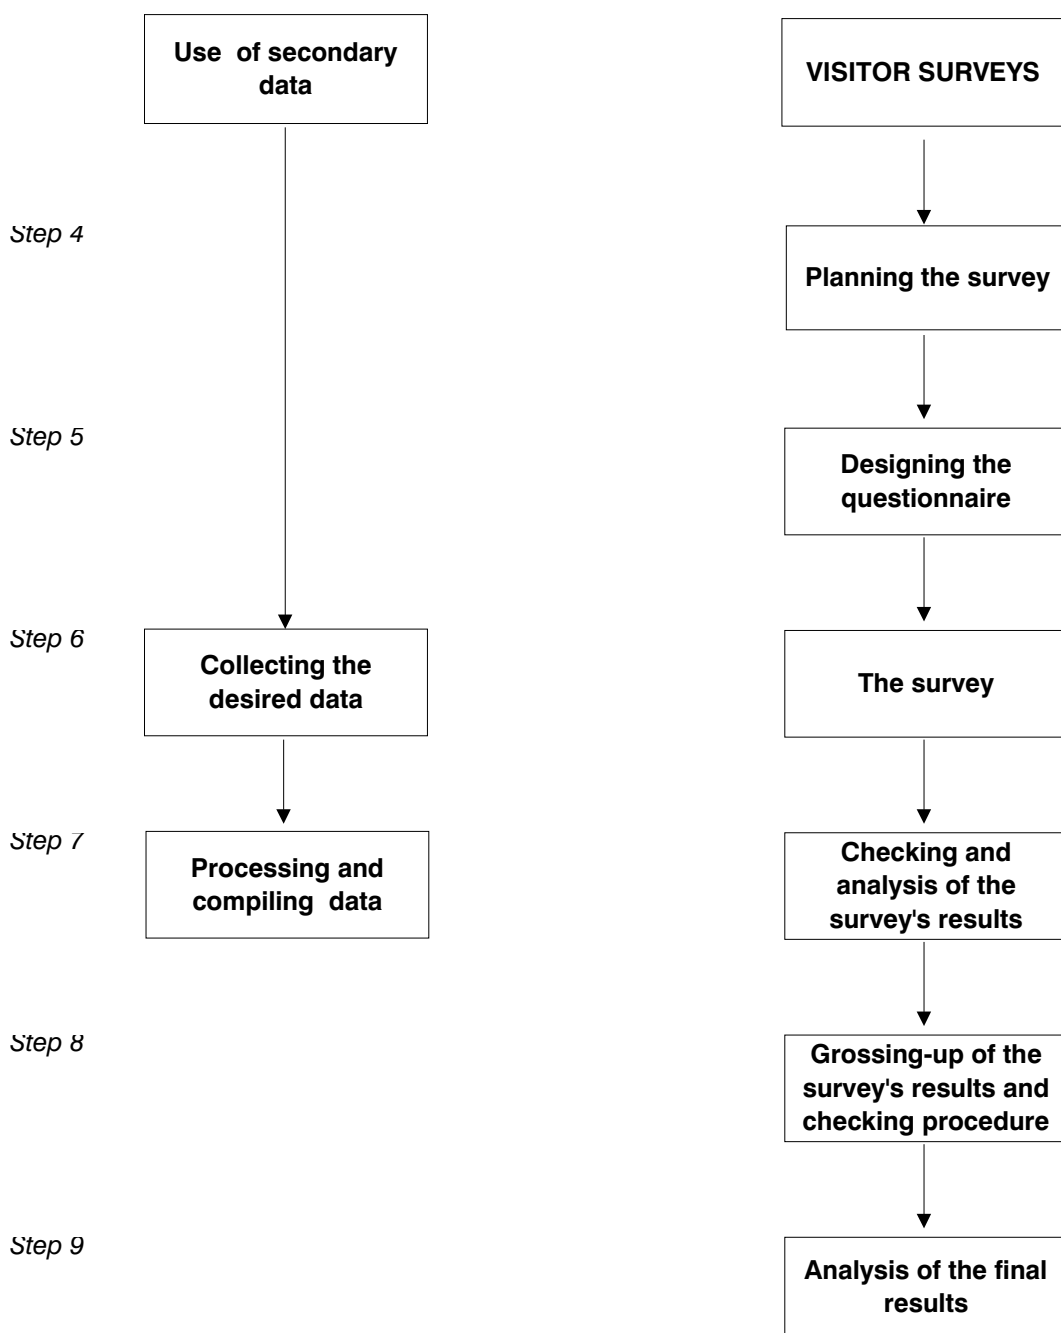 Use of secondary
data
VISITOR SURVEYS
Step 4
Planning the survey
Step 5
Designing the
questionnaire
Step 6
Collecting the
desired data
The survey
Step 7
Processing and
compiling data
Checking and
analysis of the
survey's results
Step 8
Grossing-up of the
survey's results and
checking procedure
Step 9
Analysis of the final
results